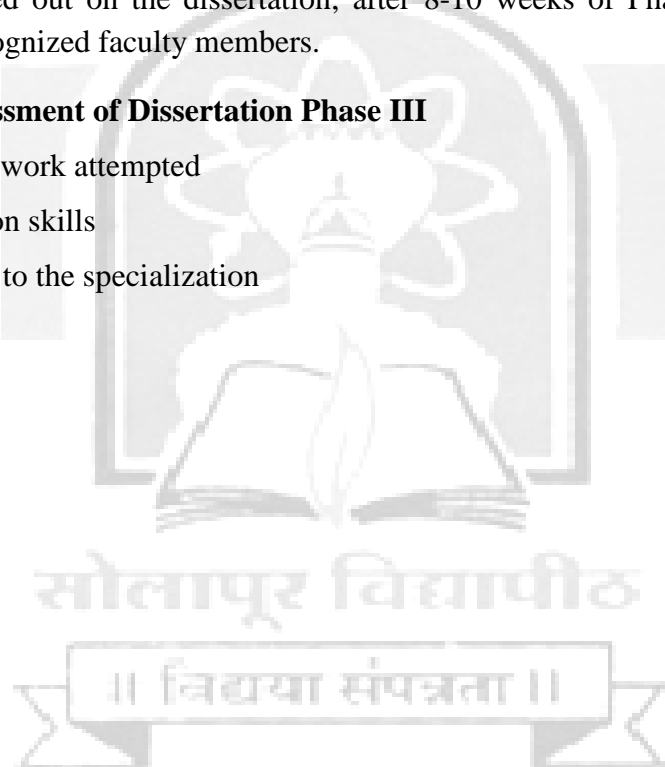 ed out on the dissertation, after 8-10 weeks of Pha
ognized faculty members.
ssment of Dissertation Phase III
work attempted
on skills
to the specialization
सोलापूर विद्यापीठ
॥ विद्यया संपन्नता ॥